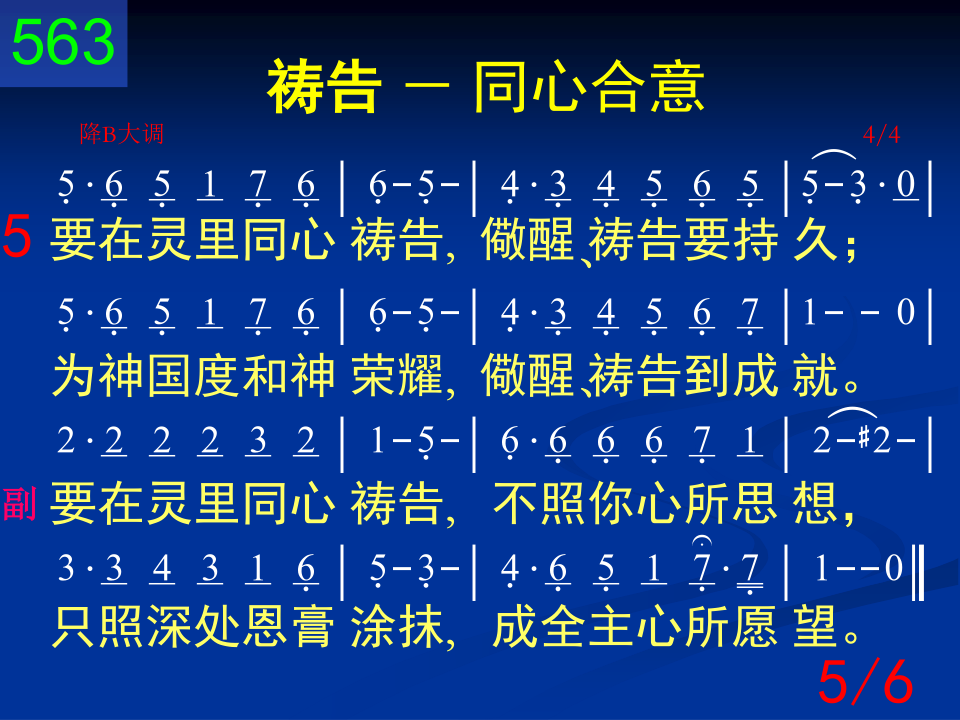 563
祷告 － 同心合意
降B大调 4/4
5̣ · 6̣ 5̣ 1 7̣ 6̣ | 6̣ - 5̣ - | 4̣ · 3̣ 4̣ 5̣ 6̣ 5̣ | 5̣ - 3̣ · 0 |
5 要在灵里同心 祷告, 儆醒、祷告要持 久；
5̣ · 6̣ 5̣ 1 7̣ 6̣ | 6̣ - 5̣ - | 4̣ · 3̣ 4̣ 5̣ 6̣ 7̣ | 1 - - 0 |
为神国度和神 荣耀, 儆醒、祷告到成 就。
2 · 2 2 2 3 2 | 1 - 5̣ - | 6̣ · 6̣ 6̣ 6̣ 7̣ 1 | 2 - #2 - |
副 要在灵里同心 祷告, 不照你心所思 想，
3 · 3 4 3 1 6̣ | 5̣ - 3̣ - | 4̣ · 6̣ 5̣ 1 7̣ · 7̣ | 1 - - 0 ‖
只照深处恩膏 涂抹, 成全主心所愿 望。
5/6